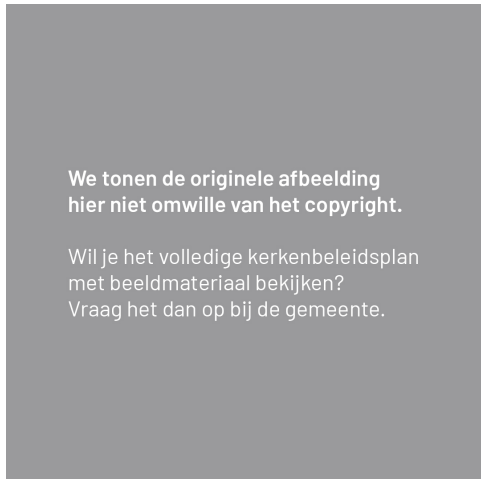 We tonen de originele afbeelding
hier niet omwille van het copyright.
Wil je het volledige kerkenbeleidsplan
met beeldmateriaal bekijken?
Vraag het dan op bij de gemeente.